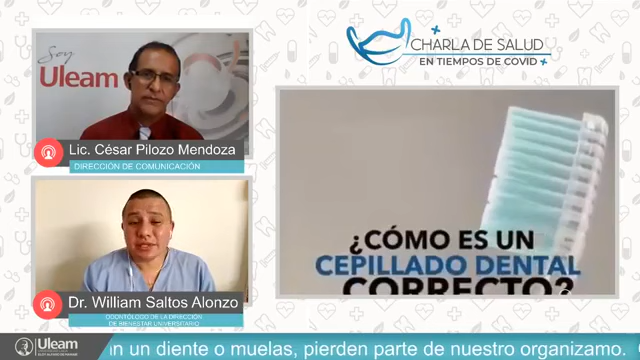 Soy
Uleam
Lic. César Pilozo Mendoza
DIRECCIÓN DE COMUNICACIÓN
Dr. William Saltos Alonzo
ODONTÓLOGO DE LA DIRECCIÓN
DE BIENESTAR UNIVERSITARIO
CHARLA DE SALUD
EN TIEMPOS DE COVID
¿CÓMO ES UN
CEPILLADO DENTAL
CORRECTO?
Uleam
in un diente o muelas, pierden parte de nuestro organizamo.